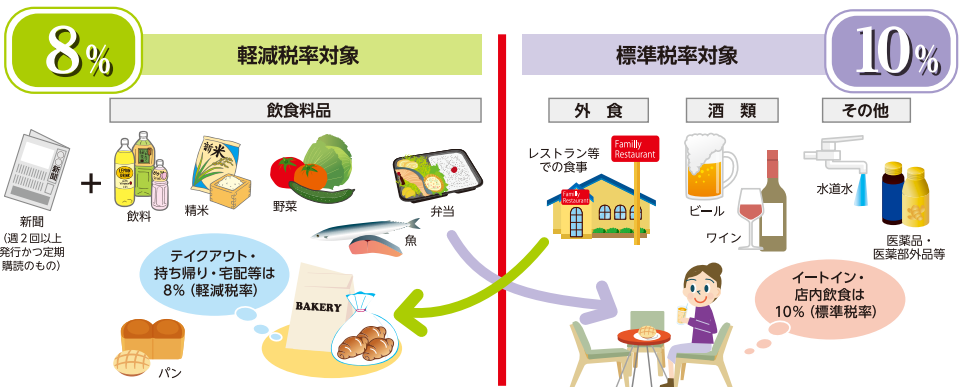 8%
軽減税率対象
標準税率対象
10%
飲食料品
外 食
酒 類
その他
新聞
新聞
(週2回以上
発行かつ定期
購読のもの)
+
飲料
新米
精米
野菜
弁当
魚
レストラン等
での食事
Familly
Restaurant
Familly
Restaurant
ビール
ワイン
水道水
医薬品・
医薬部外品等
テイクアウト・
持ち帰り・宅配等は
8%(軽減税率)
BAKERY
パン
イートイン・
店内飲食は
10%(標準税率)